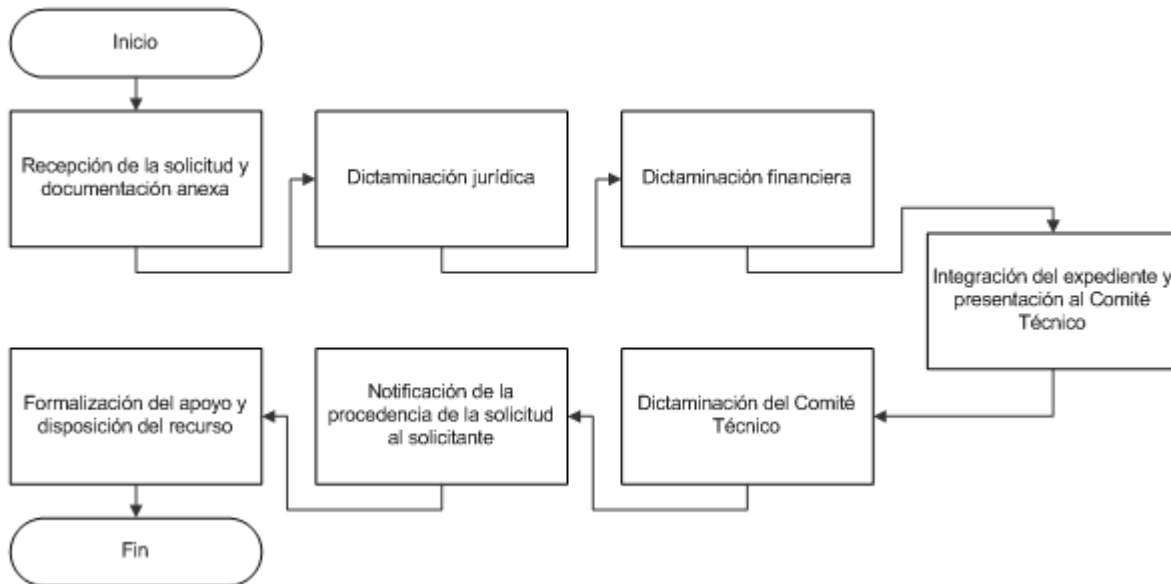 Inicio
Recepción de la solicitud y
documentación anexa
Dictaminación jurídica
Dictaminación financiera
Integración del expediente y
presentación al Comité
Técnico
Dictaminación del Comité
Técnico
Notificación de la
procedencia de la solicitud
al solicitante
Formalización del apoyo y
disposición del recurso
Fin